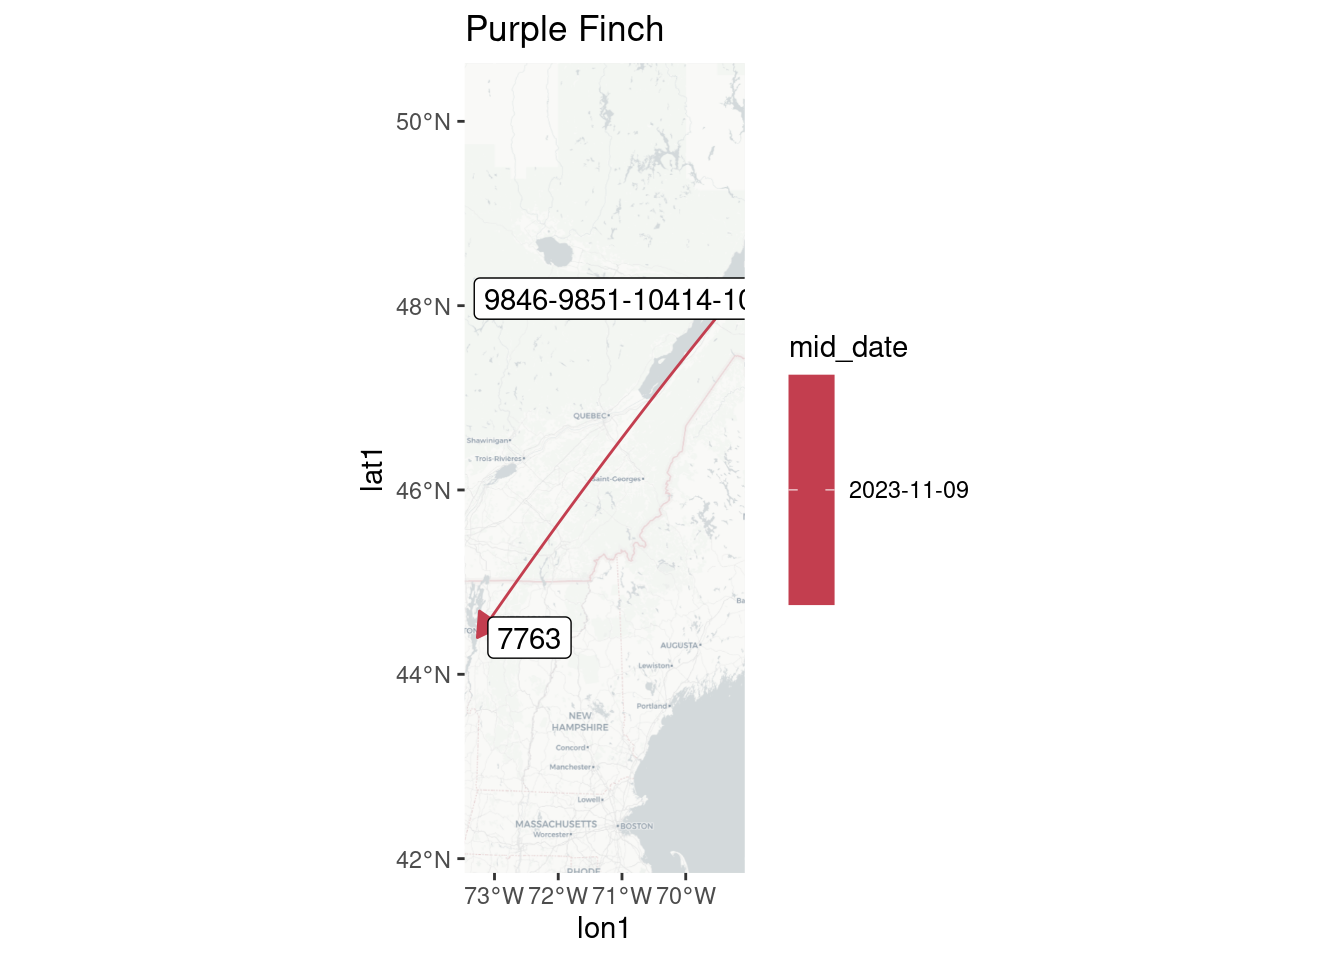 Purple Finch
50°N
9846-9851-10414-10
48°N
mid_date
QUEBEC
Shawinigan
Trois-Rivières
lat1
46°N
Saint-Georges
2023-11-09
7763
44°N
AUGUSTA
Lewiston
Portland
NEW
HAMPSHIRE
Concord
Manchester
Lowell
MASSACHUSETTS
BOSTON
Worcester
42°N
RHODE
73°W 72°W 71°W 70°W
lon1